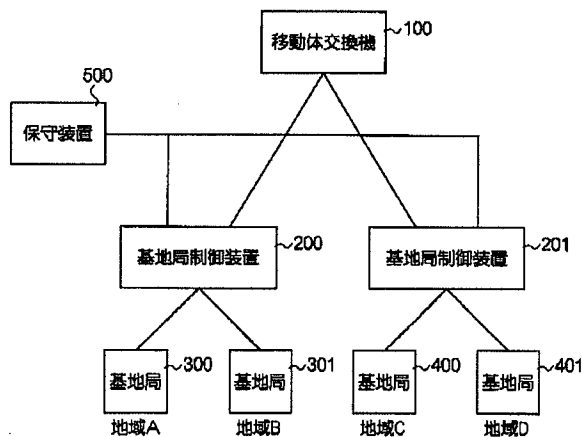 移動体交換機
100
500
保守装置
基地局制御装置
200
基地局制御装置
201
基地局
300
基地局
301
基地局
400
基地局
401
地域A
地域B
地域C
地域D